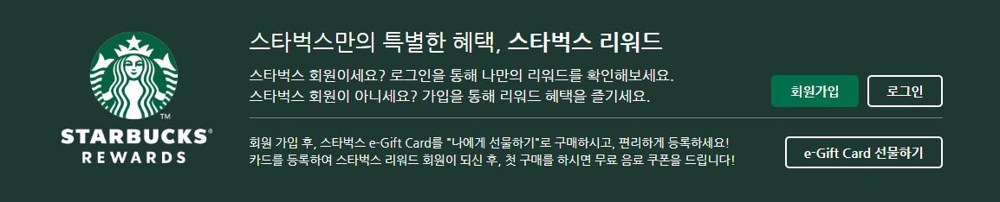 스타벅스만의 특별한 혜택, 스타벅스 리워드
스타벅스 회원이세요? 로그인을 통해 나만의 리워드를 확인해보세요.
스타벅스 회원이 아니세요? 가입을 통해 리워드 혜택을 즐기세요.
회원가입
로그인
TM
STARBUCKS®
REWARDS
회원 가입 후, 스타벅스 e-Gift Card를 "나에게 선물하기"로 구매하시고, 편리하게 등록하세요!
카드를 등록하여 스타벅스 리워드 회원이 되신 후, 첫 구매를 하시면 무료 음료 쿠폰을 드립니다!
e-Gift Card 선물하기